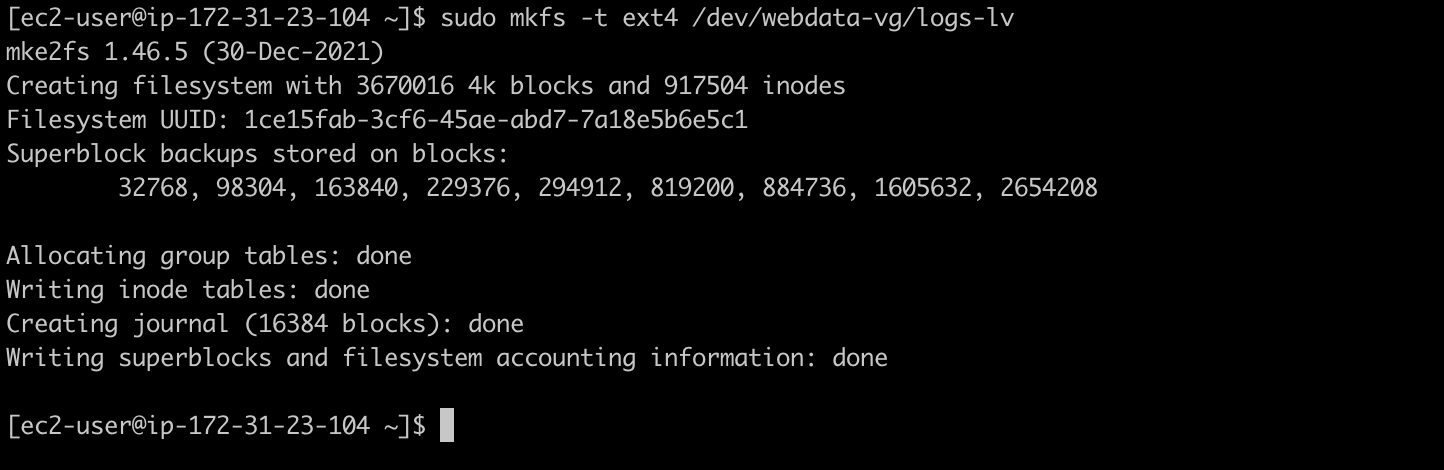 [ec2-user@ip-172-31-23-104 ~]$ sudo mkfs -t ext4 /dev/webdata-vg/logs-lv
mke2fs 1.46.5 (30-Dec-2021)
Creating filesystem with 3670016 4k blocks and 917504 inodes
Filesystem UUID: 1ce15fab-3cf6-45ae-abd7-7a18e5b6e5c1
Superblock backups stored on blocks:
        32768, 98304, 163840, 229376, 294912, 819200, 884736, 1605632, 2654208
Allocating group tables: done
Writing inode tables: done
Creating journal (16384 blocks): done
Writing superblocks and filesystem accounting information: done
[ec2-user@ip-172-31-23-104 ~]$